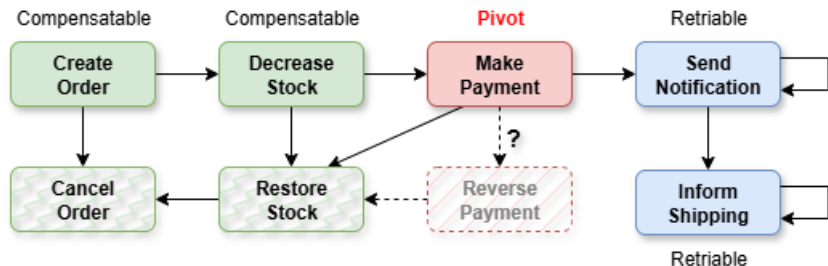 Compensatable
Compensatable
Pivot
Retriable
Create
Order
Decrease
Stock
Make
Payment
Send
Notification
?
Cancel
Order
Restore
Stock
Reverse
Payment
Inform
Shipping
Retriable